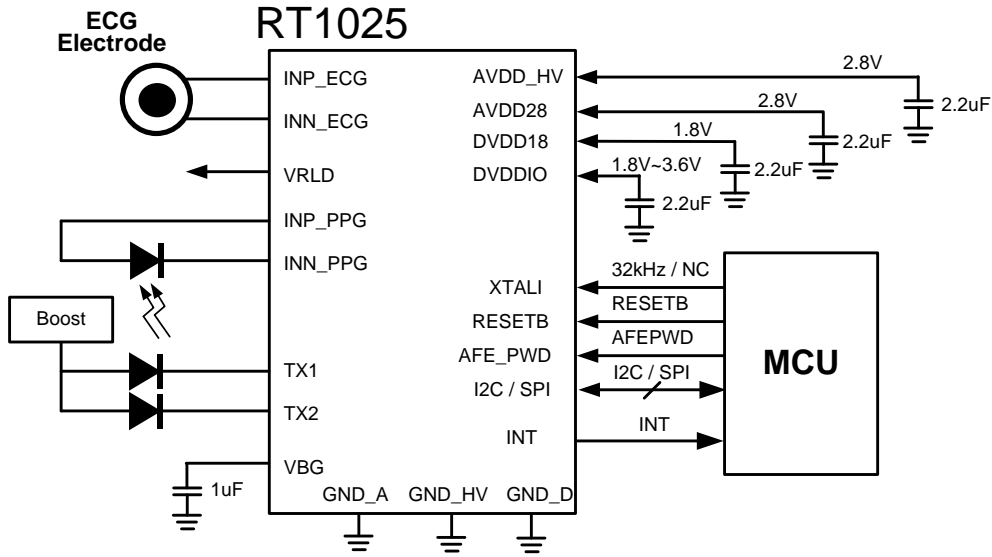 RT1025
ECG
Electrode
INP_ECG
INN_ECG
VRLD
INP_PPG
INN_PPG
Boost
TX1
TX2
VBG
1uF
GND_A
GND_HV
GND_D
AVDD_HV
AVDD28
DVDD18
DVDDIO
2.8V
2.2uF
2.8V
2.2uF
1.8V
2.2uF
1.8V~3.6V
2.2uF
XTALI
RESETB
AFE_PWD
I2C / SPI
INT
32kHz / NC
RESETB
AFEPWD
I2C / SPI
INT
MCU